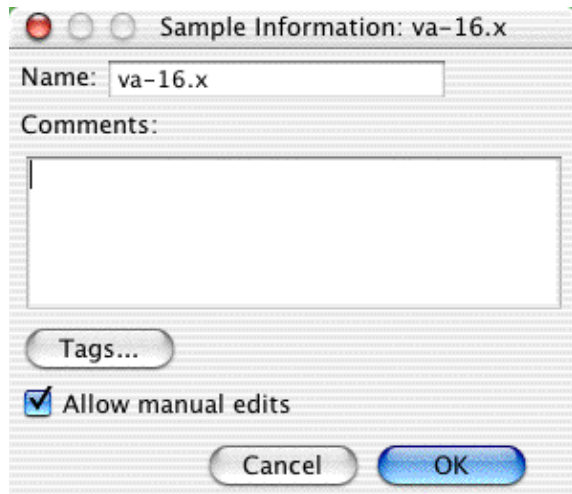 Sample Information: va-16.x
Name: va-16.x
Comments:
Tags...
Allow manual edits
Cancel OK